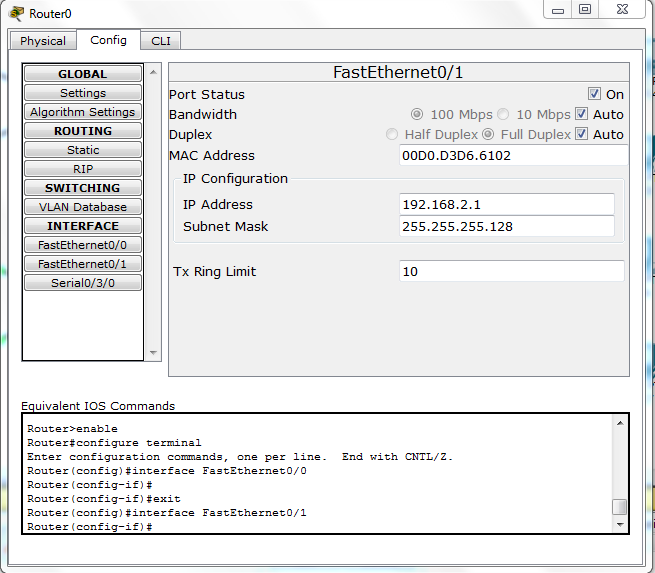 Router0
Physical Config CLI
GLOBAL
Settings
Algorithm Settings
ROUTING
Static
RIP
SWITCHING
VLAN Database
INTERFACE
FastEthernet0/0
FastEthernet0/1
Serial0/3/0
FastEthernet0/1
Port Status On
Bandwidth 100 Mbps 10 Mbps Auto
Duplex Half Duplex Full Duplex Auto
MAC Address 00D0.D3D6.6102
IP Configuration
IP Address 192.168.2.1
Subnet Mask 255.255.255.128
Tx Ring Limit 10
Equivalent IOS Commands
Router>enable
Router#configure terminal
Enter configuration commands, one per line.  End with CNTL/Z.
Router(config)#interface FastEthernet0/0
Router(config-if)#
Router(config-if)#exit
Router(config)#interface FastEthernet0/1
Router(config-if)#